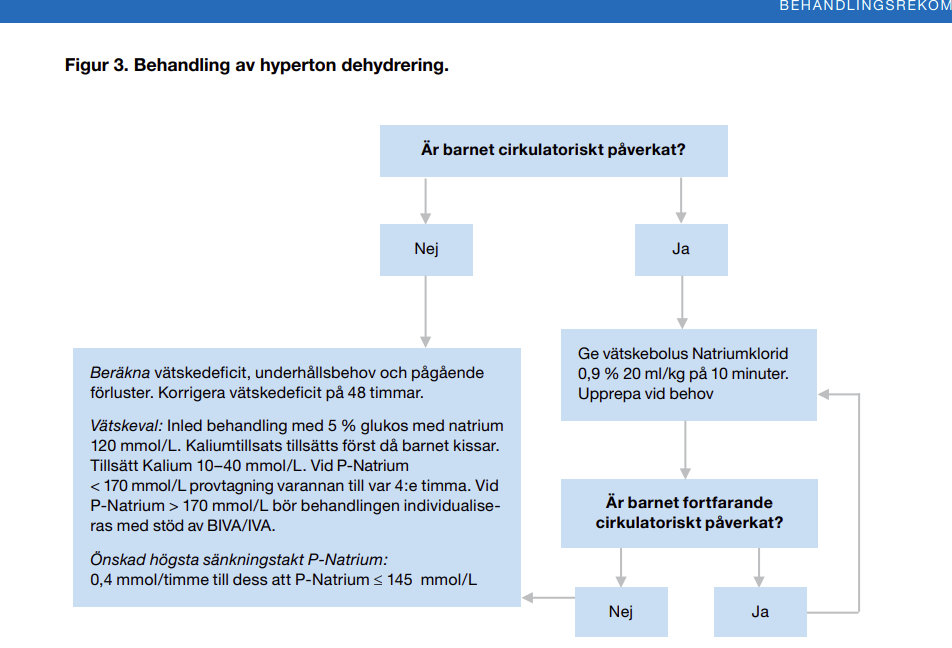 BEHANDLINGSREKOM
Figur 3. Behandling av hyperton dehydrering.
Är barnet cirkulatoriskt påverkat?
Nej
Ja
Ge vätskebolus Natriumklorid
0,9 % 20 ml/kg på 10 minuter.
Upprepa vid behov
Är barnet fortfarande
cirkulatoriskt påverkat?
Nej
Ja
Beräkna vätskedeficit, underhållsbehov och pågående
förluster. Korrigera vätskedeficit på 48 timmar.
Vätskeval: Inled behandling med 5 % glukos med natrium
120 mmol/L. Kaliumtillsats tillsätts först då barnet kissar.
Tillsätt Kalium 10–40 mmol/L. Vid P-Natrium
< 170 mmol/L provtagning varannan till var 4:e timma. Vid
P-Natrium > 170 mmol/L bör behandlingen individualise-
ras med stöd av BIVA/IVA.
Önskad högsta sänkningstakt P-Natrium:
0,4 mmol/timme till dess att P-Natrium ≤ 145 mmol/L